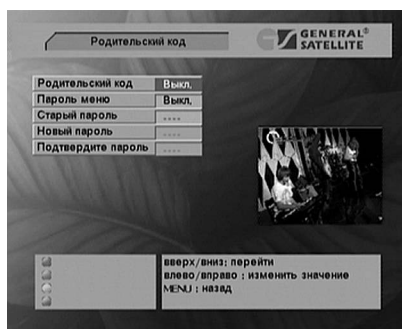 Родительский код
GENERAL®
SATELLITE
Родительский код Выкл.
Пароль меню Выкл.
Старый пароль ----
Новый пароль ----
Подтвердите пароль ----
вверх/вниз: перейти
влево/вправо : изменить значение
MENU : назад